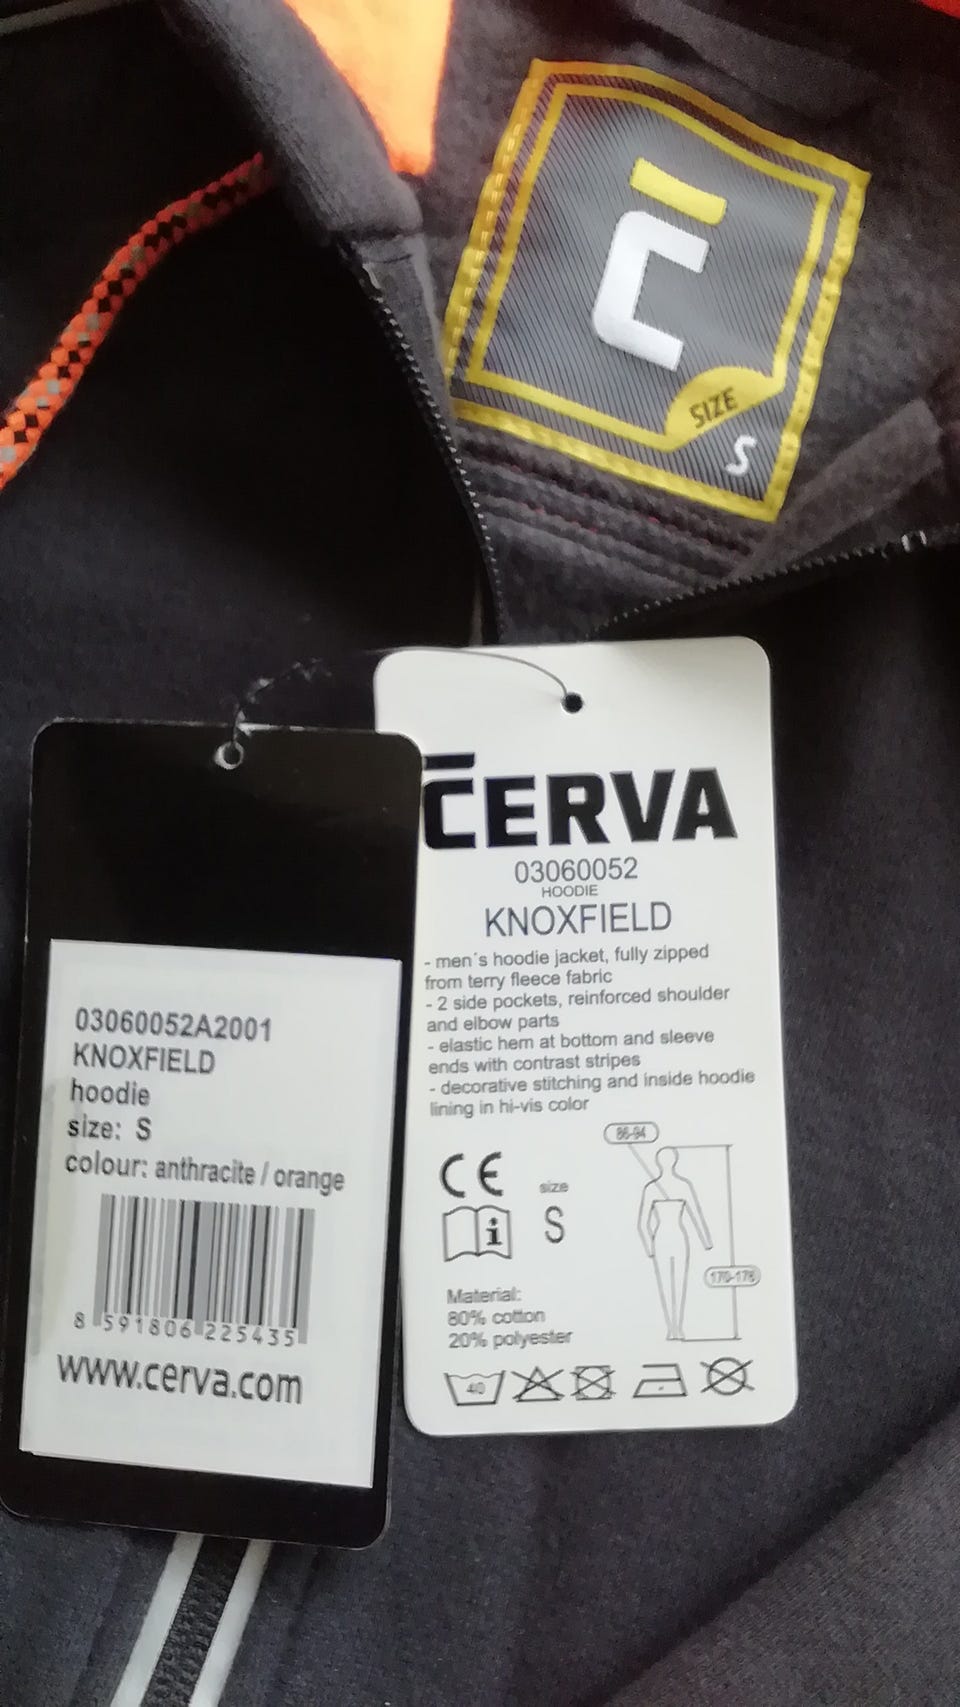 SIZE
S
ČERVA
03060052
HOODIE
KNOXFIELD
- men´s hoodie jacket, fully zipped
from terry fleece fabric
- 2 side pockets, reinforced shoulder
and elbow parts
- elastic hem at bottom and sleeve
ends with contrast stripes
- decorative stitching and inside hoodie
lining in hi-vis color
86-94
CE
size
S
i
170-176
Material:
80% cotton
20% polyester
40
03060052A2001
KNOXFIELD
hoodie
size: S
colour: anthracite / orange
8 591806 225435
www.cerva.com